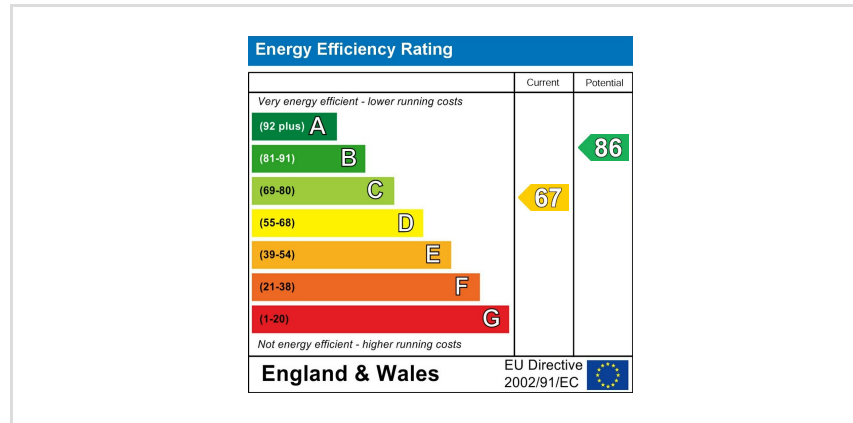 Energy Efficiency Rating
Current Potential
Very energy efficient - lower running costs
(92 plus) A
(81-91) B
86
(69-80) C
67
(55-68) D
(39-54) E
(21-38) F
(1-20) G
Not energy efficient - higher running costs
England & Wales
EU Directive
2002/91/EC